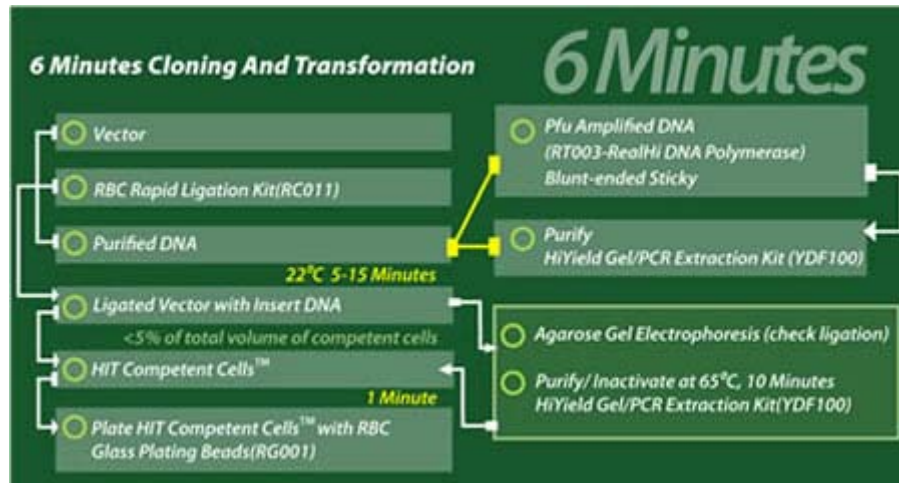 6 Minutes Cloning And Transformation
6 Minutes
Vector
RBC Rapid Ligation Kit(RC011)
Purified DNA
22°C 5-15 Minutes
Ligated Vector with Insert DNA
<5% of total volume of competent cells
HIT Competent Cells™
1 Minute
Plate HIT Competent Cells™ with RBC
Glass Plating Beads(RG001)
Pfu Amplified DNA
(RT003-RealHi DNA Polymerase)
Blunt-ended Sticky
Purify
HiYield Gel/PCR Extraction Kit (YDF100)
Agarose Gel Electrophoresis (check ligation)
Purify/ Inactivate at 65°C, 10 Minutes
HiYield Gel/PCR Extraction Kit(YDF100)